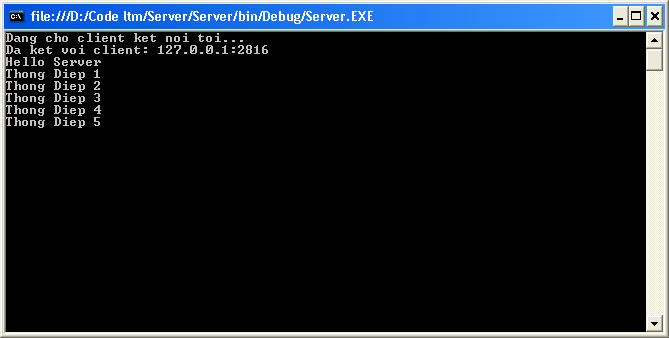 file:///D:/Code ltm/Server/Server/bin/Debug/Server.EXE
Dang cho client ket noi toi...
Da ket voi client: 127.0.0.1:2816
Hello Server
Thong Diep 1
Thong Diep 2
Thong Diep 3
Thong Diep 4
Thong Diep 5